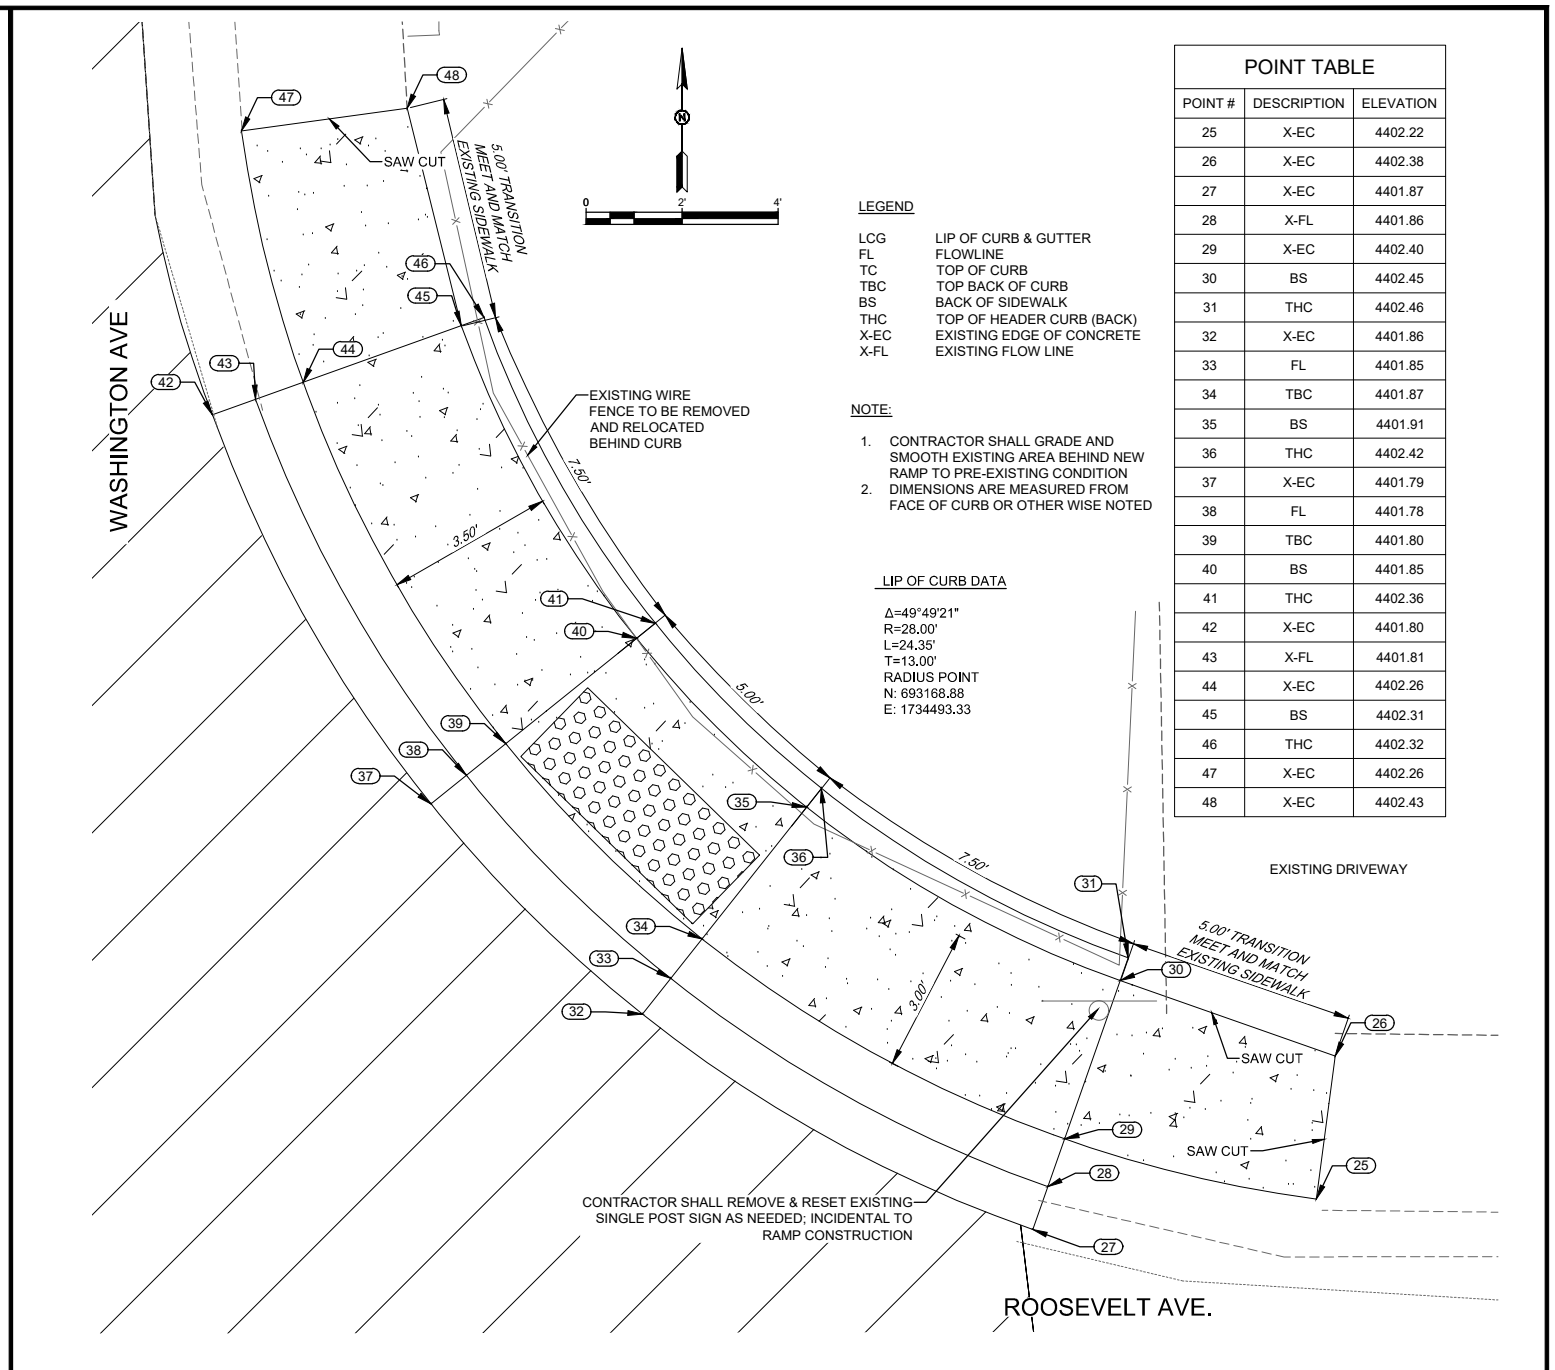 47
48
SAW CUT
5.00' TRANSITION
MEET AND MATCH
EXISTING SIDEWALK
46
45
44
43
42
WASHINGTON AVE
N
0 2' 4'
EXISTING WIRE
FENCE TO BE REMOVED
AND RELOCATED
BEHIND CURB
7.50'
3.50'
41
40
39
38
37
5.00'
35
36
34
33
32
7.50'
31
30
3.00'
5.00' TRANSITION
MEET AND MATCH
EXISTING SIDEWALK
26
SAW CUT
29
SAW CUT
25
28
27
CONTRACTOR SHALL REMOVE & RESET EXISTING
SINGLE POST SIGN AS NEEDED; INCIDENTAL TO
RAMP CONSTRUCTION
ROOSEVELT AVE.
EXISTING DRIVEWAY
LEGEND
LCG LIP OF CURB & GUTTER
FL FLOWLINE
TC TOP OF CURB
TBC TOP BACK OF CURB
BS BACK OF SIDEWALK
THC TOP OF HEADER CURB (BACK)
X-EC EXISTING EDGE OF CONCRETE
X-FL EXISTING FLOW LINE
NOTE:
1. CONTRACTOR SHALL GRADE AND
SMOOTH EXISTING AREA BEHIND NEW
RAMP TO PRE-EXISTING CONDITION
2. DIMENSIONS ARE MEASURED FROM
FACE OF CURB OR OTHER WISE NOTED
LIP OF CURB DATA
Δ=49°49'21"
R=28.00'
L=24.35'
T=13.00'
RADIUS POINT
N: 693168.88
E: 1734493.33
POINT TABLE
POINT # DESCRIPTION ELEVATION
25 X-EC 4402.22
26 X-EC 4402.38
27 X-EC 4401.87
28 X-FL 4401.86
29 X-EC 4402.40
30 BS 4402.45
31 THC 4402.46
32 X-EC 4401.86
33 FL 4401.85
34 TBC 4401.87
35 BS 4401.91
36 THC 4402.42
37 X-EC 4401.79
38 FL 4401.78
39 TBC 4401.80
40 BS 4401.85
41 THC 4402.36
42 X-EC 4401.80
43 X-FL 4401.81
44 X-EC 4402.26
45 BS 4402.31
46 THC 4402.32
47 X-EC 4402.26
48 X-EC 4402.43